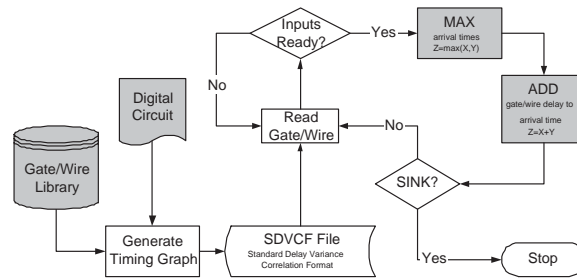 Inputs
Ready?
Yes
MAX
arrival times
Z=max(X,Y)
No
Digital
Circuit
ADD
gate/wire delay to
arrival time
Z=X+Y
Read
Gate/Wire
No
Gate/Wire
Library
SINK?
Generate
Timing Graph
SDVCF File
Standard Delay Variance
Correlation Format
Yes
Stop